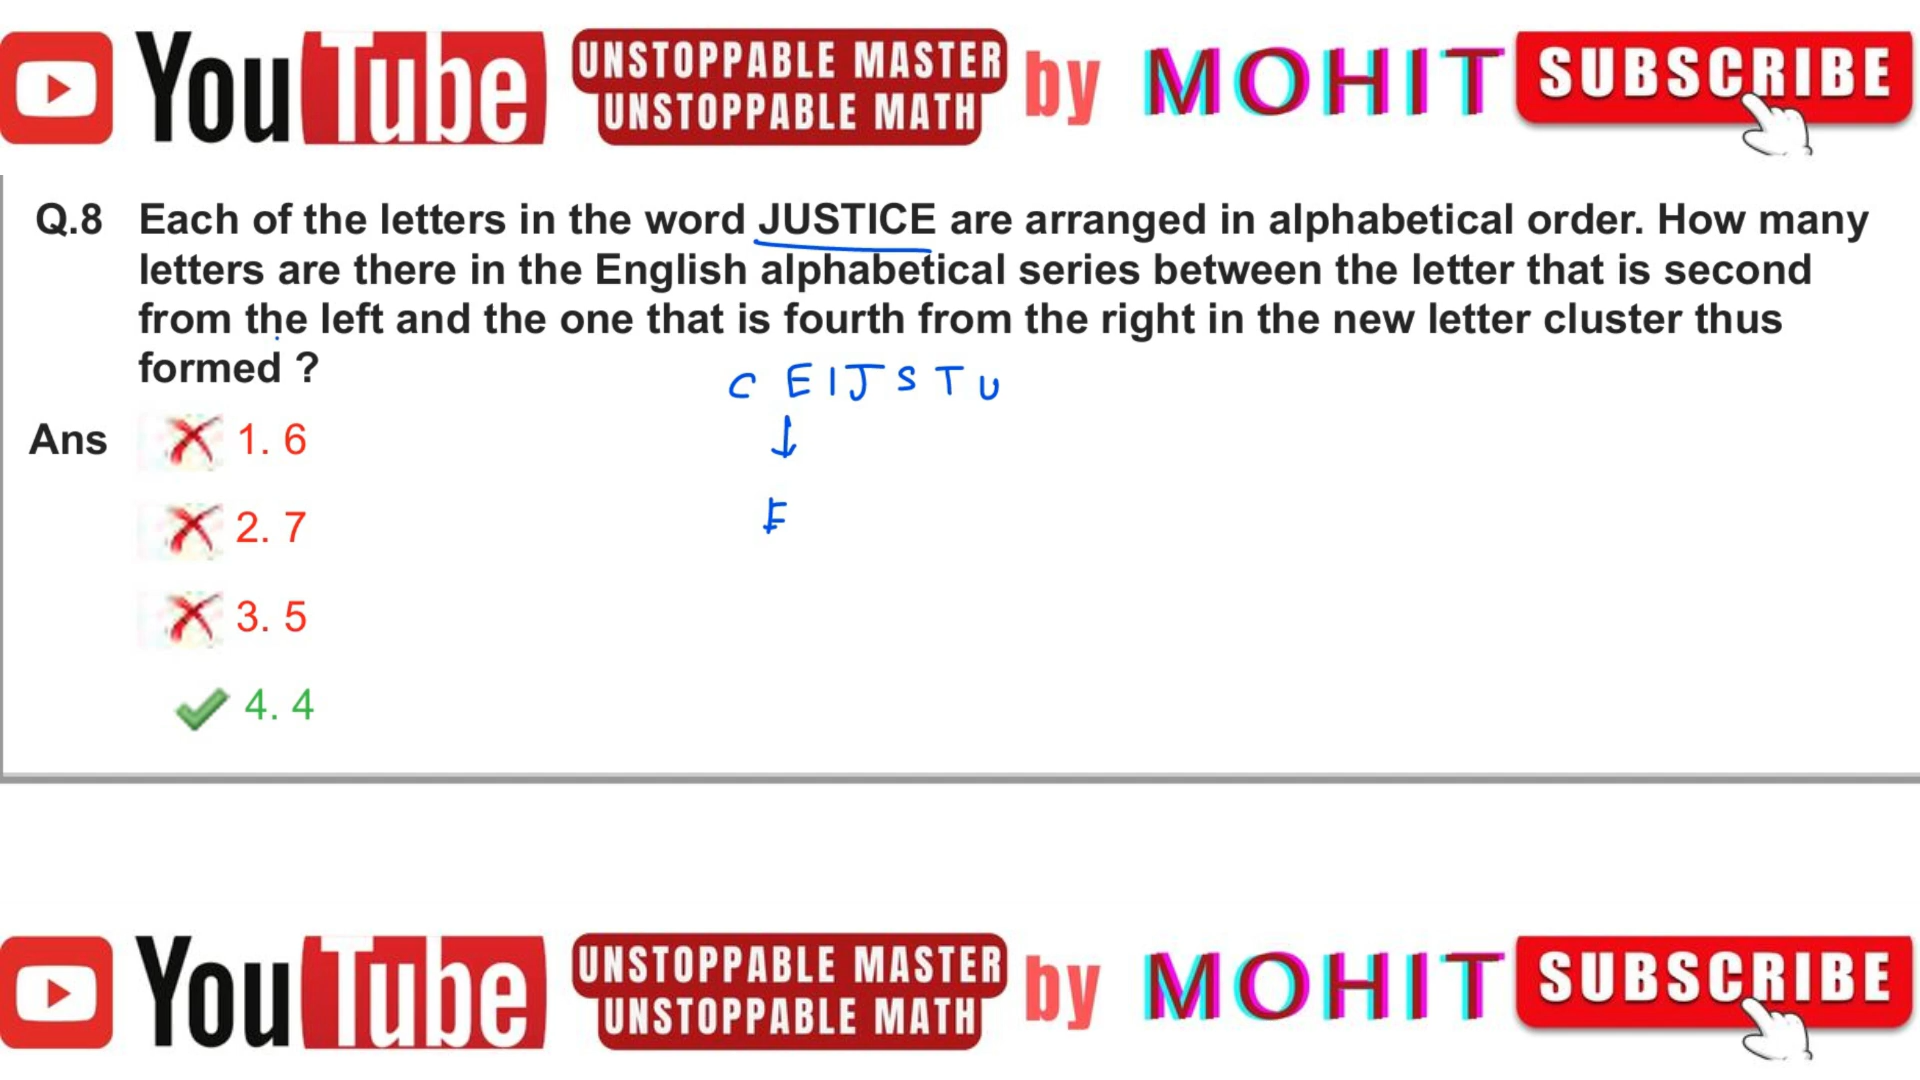 YouTube UNSTOPPABLE MASTER by MOHIT SUBSCRIBE
UNSTOPPABLE MATH
Q.8 Each of the letters in the word JUSTICE are arranged in alphabetical order. How many
letters are there in the English alphabetical series between the letter that is second
from the left and the one that is fourth from the right in the new letter cluster thus
formed ?
C E I J S T U
Ans 1. 6
2. 7
E
3. 5
4. 4
YouTube UNSTOPPABLE MASTER by MOHIT SUBSCRIBE
UNSTOPPABLE MATH